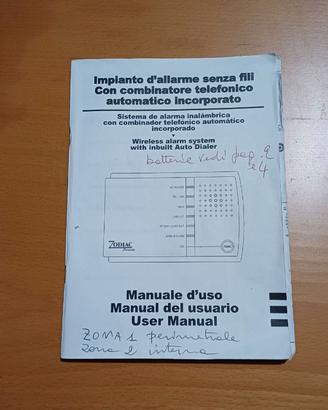 Impianto d'allarme senza fili
Con combinatore telefonico
automatico incorporato
Sistema de alarma inalámbrica
con combinador telefónico automático
incorporado
Wireless alarm system
with inbuilt Auto Dialer
batterie vedi pag. 2
e 4
ZODIAC
Manuale d'uso
Manual del usuario
User Manual
ZONA 1 perimetrale
Zona 2 interna